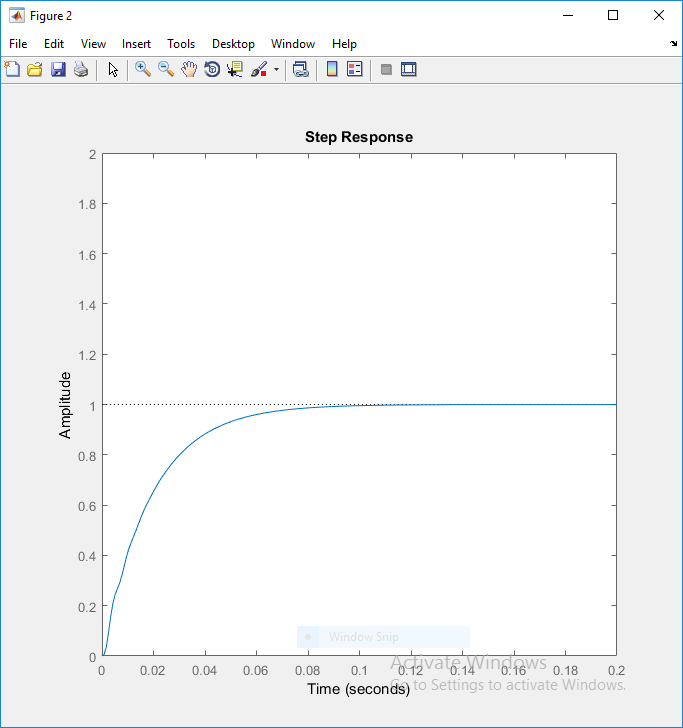 Figure 2
File Edit View Insert Tools Desktop Window Help
Step Response
2
1.8
1.6
1.4
1.2
1
0.8
0.6
0.4
0.2
0
Amplitude
0 0.02 0.04 0.06 0.08 0.1 0.12 0.14 0.16 0.18 0.2
Time (seconds)
Window Snip
Activate Windows
Go to Settings to activate Windows.